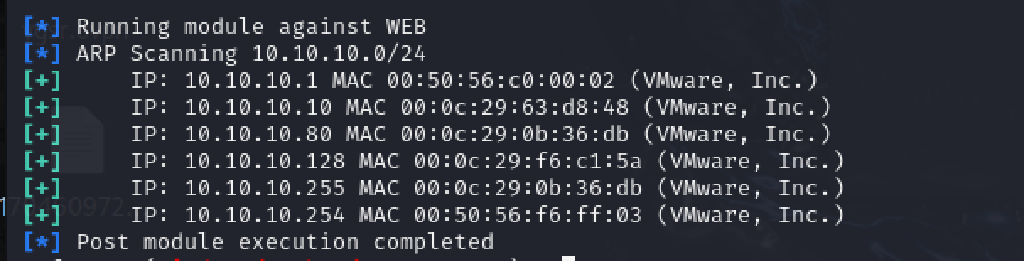 [*] Running module against WEB
[*] ARP Scanning 10.10.10.0/24
[+] IP: 10.10.10.1 MAC 00:50:56:c0:00:02 (VMware, Inc.)
[+] IP: 10.10.10.10 MAC 00:0c:29:63:d8:48 (VMware, Inc.)
[+] IP: 10.10.10.80 MAC 00:0c:29:0b:36:db (VMware, Inc.)
[+] IP: 10.10.10.128 MAC 00:0c:29:f6:c1:5a (VMware, Inc.)
[+] IP: 10.10.10.255 MAC 00:0c:29:0b:36:db (VMware, Inc.)
[+] IP: 10.10.10.254 MAC 00:50:56:f6:ff:03 (VMware, Inc.)
[*] Post module execution completed